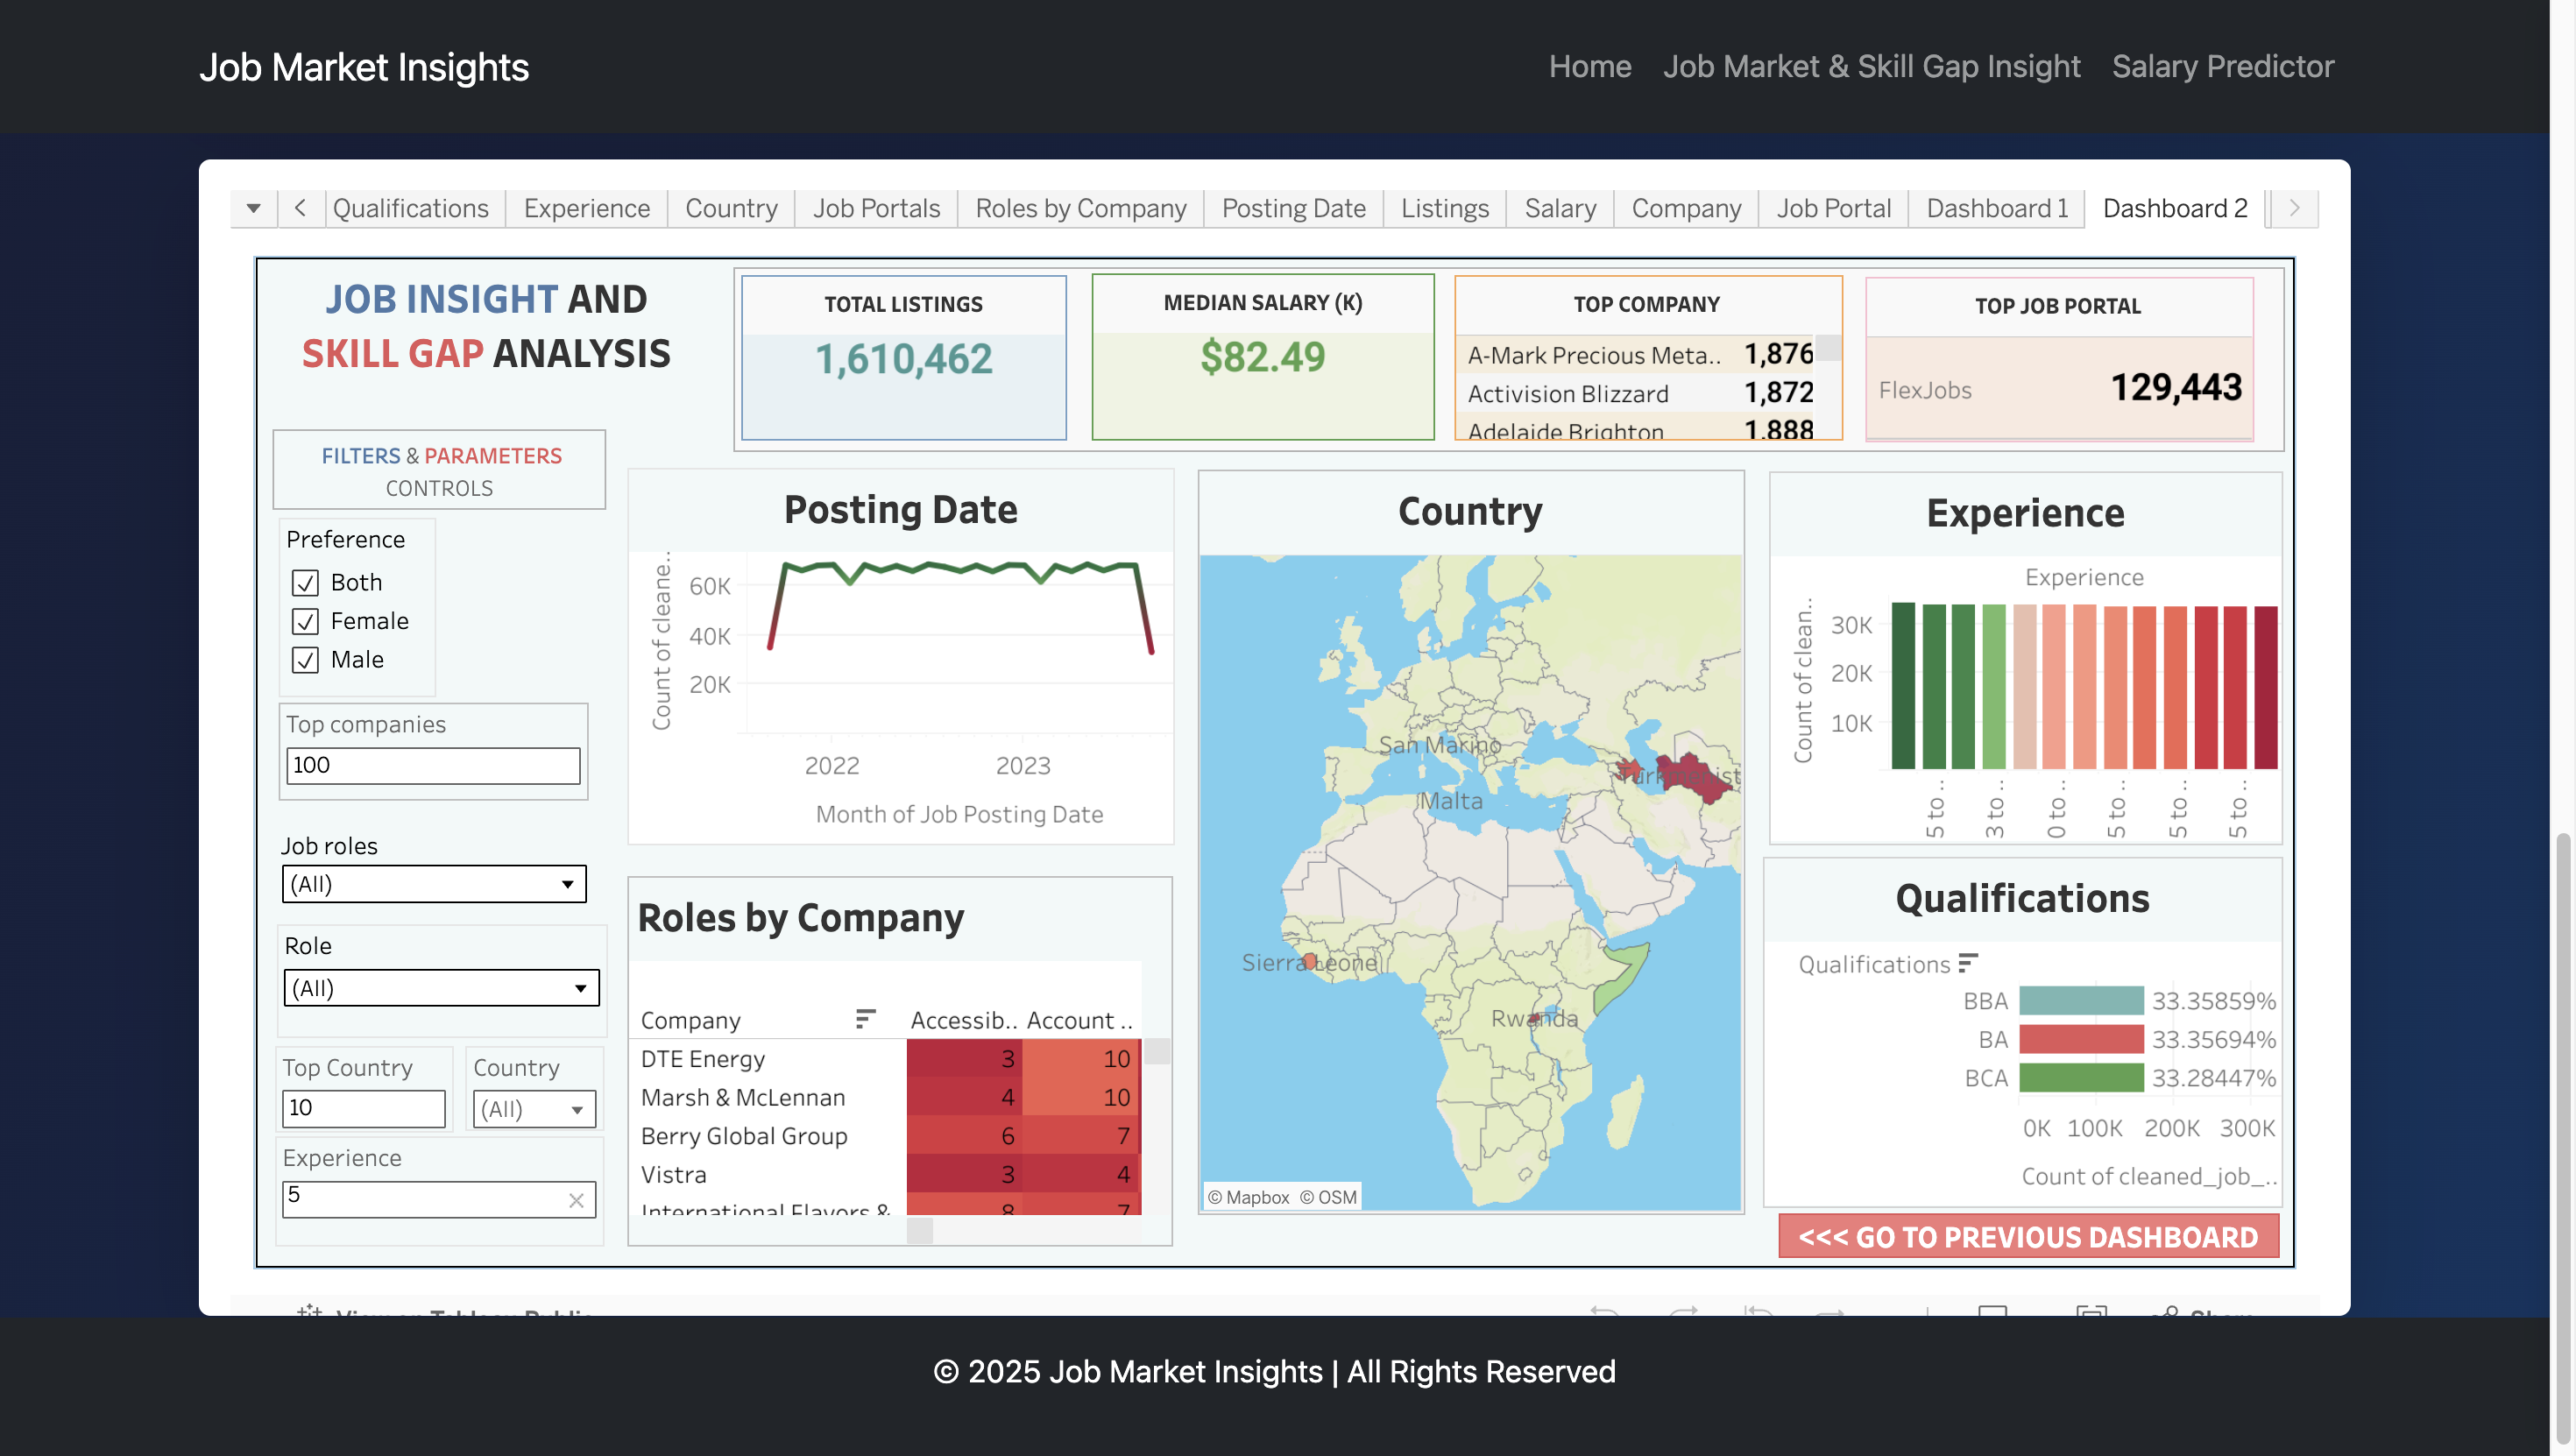 Job Market Insights
Home Job Market & Skill Gap Insight Salary Predictor
Qualifications Experience Country Job Portals Roles by Company Posting Date Listings Salary Company Job Portal Dashboard 1 Dashboard 2
JOB INSIGHT AND
SKILL GAP ANALYSIS
TOTAL LISTINGS
1,610,462
MEDIAN SALARY (K)
$82.49
TOP COMPANY
A-Mark Precious Meta.. 1,876
Activision Blizzard 1,872
Adelaide Brighton 1,888
TOP JOB PORTAL
FlexJobs 129,443
FILTERS & PARAMETERS
CONTROLS
Preference
Both
Female
Male
Top companies
100
Job roles
(All)
Role
(All)
Top Country
10
Country
(All)
Experience
5
Posting Date
Count of cleane..
60K
40K
20K
2022 2023
Month of Job Posting Date
Roles by Company
Company Accessib.. Account ..
DTE Energy 3 10
Marsh & McLennan 4 10
Berry Global Group 6 7
Vistra 3 4
International Flavors & 8 7
Country
San Marino
Malta
Sierra Leone
Rwanda
© Mapbox © OSM
Experience
Experience
Count of clean..
30K
20K
10K
5 to .. 3 to .. 0 to .. 5 to .. 5 to .. 5 to ..
Qualifications
Qualifications
BBA 33.35859%
BA 33.35694%
BCA 33.28447%
0K 100K 200K 300K
Count of cleaned_job_..
<<< GO TO PREVIOUS DASHBOARD
View on Tableau Public
Share
© 2025 Job Market Insights | All Rights Reserved